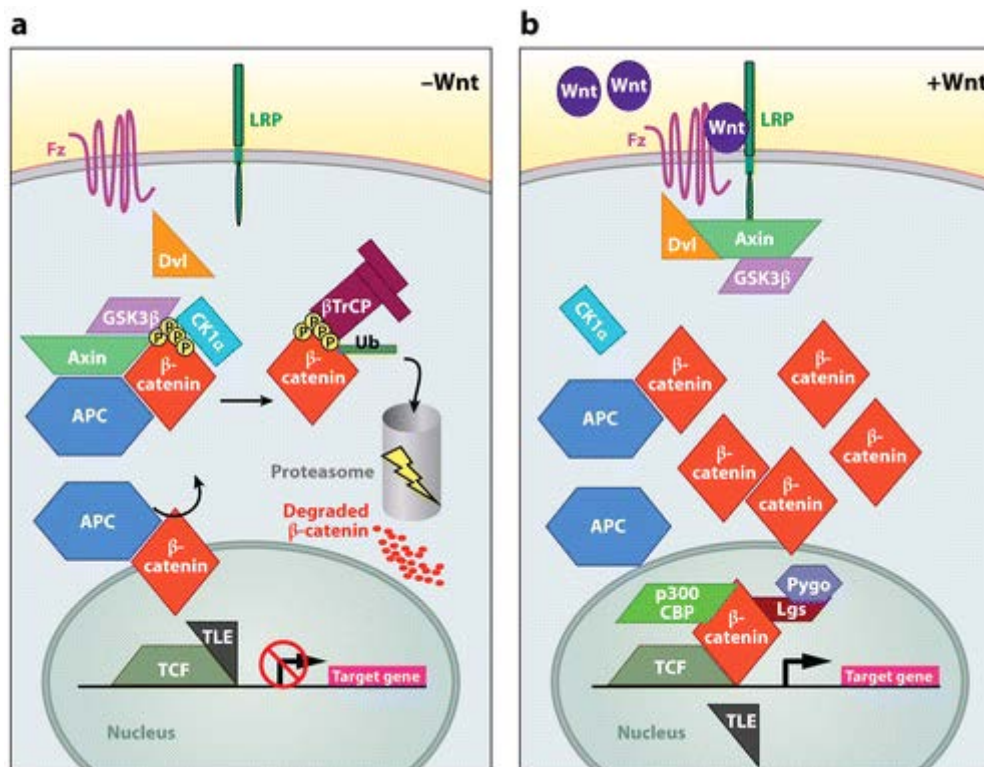 a
–Wnt
LRP
Fz
Dvl
GSK3β
P
P
P
P
P
CK1α
Axin
β-
catenin
APC
βTrCP
P
P
P
P
Ub
β-
catenin
Proteasome
Degraded
β-catenin
APC
β-
catenin
TLE
TCF
Target gene
Nucleus
b
+Wnt
Wnt
Wnt
Wnt
LRP
Fz
Dvl
Axin
GSK3β
CK1α
β-
catenin
β-
catenin
APC
β-
catenin
β-
catenin
β-
catenin
APC
p300
CBP
Pygo
Lgs
β-
catenin
TCF
Target gene
TLE
Nucleus